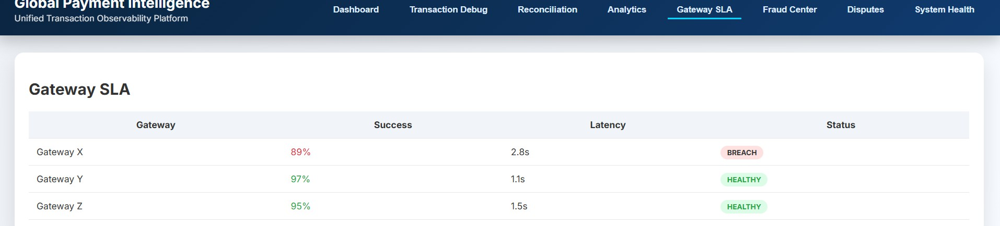 Global Payment Intelligence
Unified Transaction Observability Platform
Dashboard Transaction Debug Reconciliation Analytics Gateway SLA Fraud Center Disputes System Health
Gateway SLA
Gateway Success Latency Status
Gateway X 89% 2.8s BREACH
Gateway Y 97% 1.1s HEALTHY
Gateway Z 95% 1.5s HEALTHY